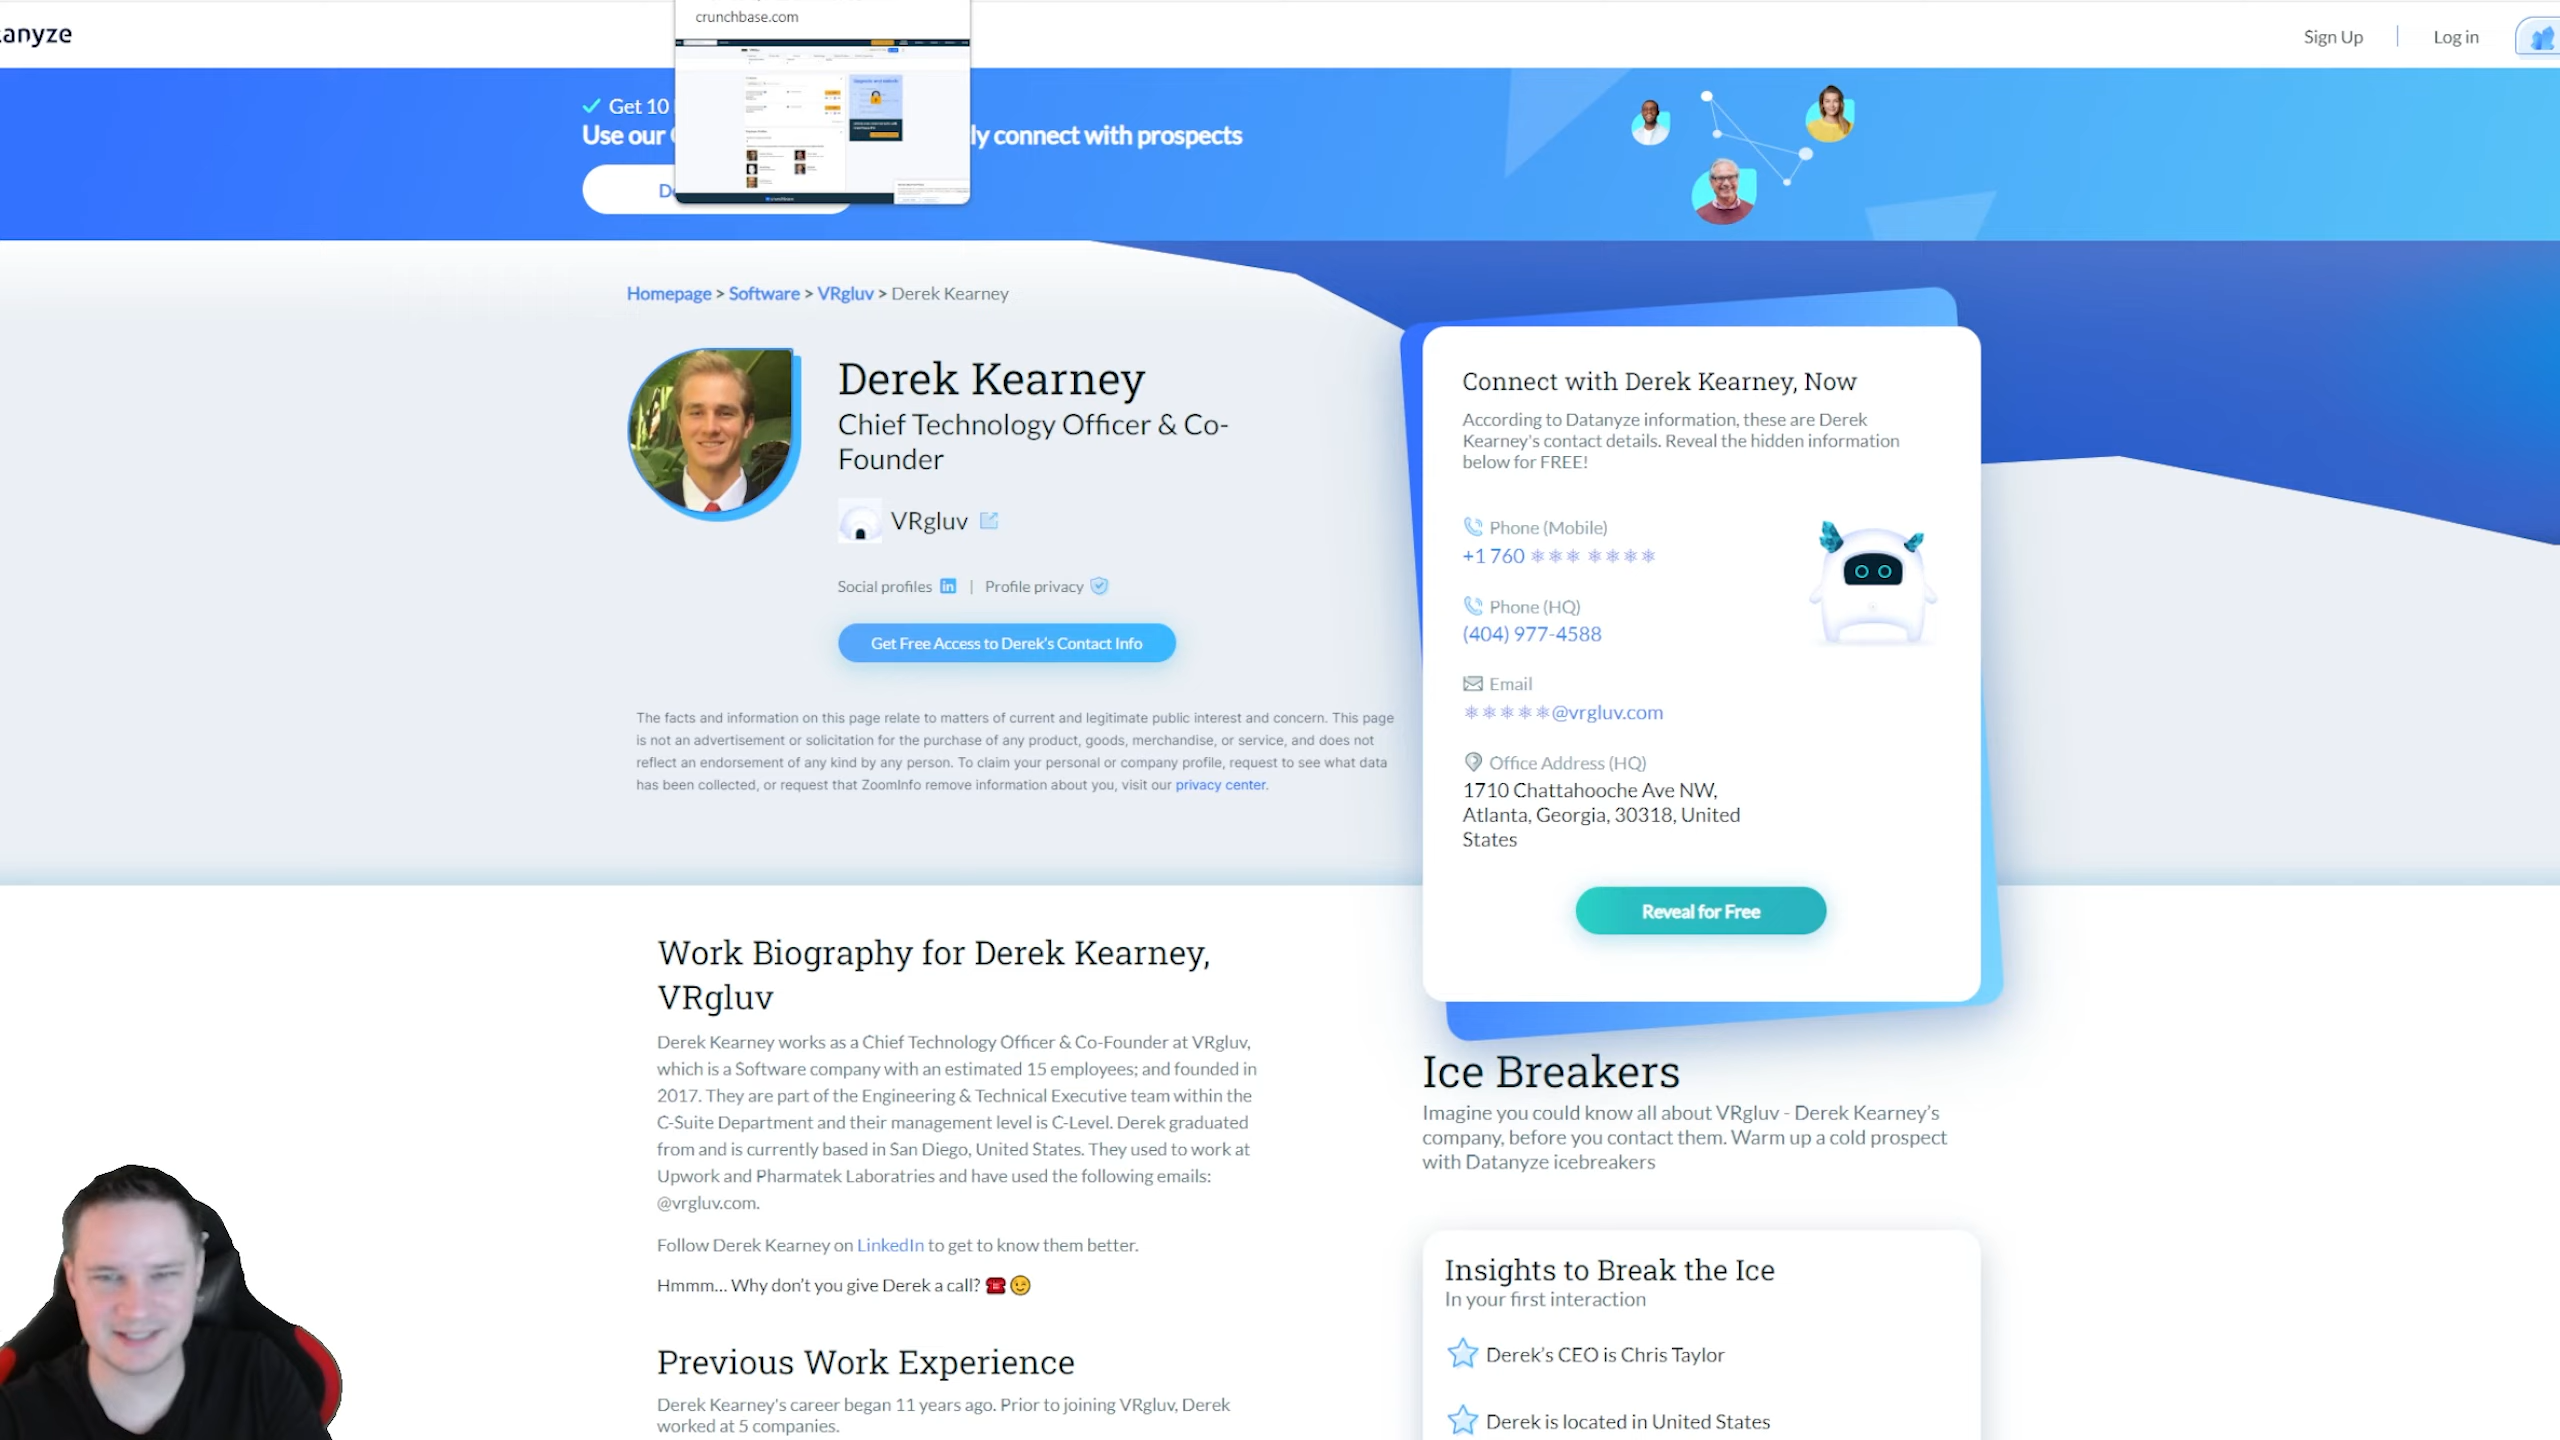 crunchbase.com
anyze
Sign Up
Log in
Get 10
Use our
ly connect with prospects
Homepage > Software > VRgluv > Derek Kearney
Derek Kearney
Chief Technology Officer & Co-
Founder
VRgluv
Social profiles | Profile privacy
Get Free Access to Derek's Contact Info
The facts and information on this page relate to matters of current and legitimate public interest and concern. This page
is not an advertisement or solicitation for the purchase of any product, goods, merchandise, or service, and does not
reflect an endorsement of any kind by any person. To claim your personal or company profile, request to see what data
has been collected, or request that ZoomInfo remove information about you, visit our privacy center.
Connect with Derek Kearney, Now
According to Datanyze information, these are Derek
Kearney's contact details. Reveal the hidden information
below for FREE!
Phone (Mobile)
+1 760 ❄❄❄ ❄❄❄❄
Phone (HQ)
(404) 977-4588
Email
❄❄❄❄❄@vrgluv.com
Office Address (HQ)
1710 Chattahooche Ave NW,
Atlanta, Georgia, 30318, United
States
Reveal for Free
Work Biography for Derek Kearney,
VRgluv
Derek Kearney works as a Chief Technology Officer & Co-Founder at VRgluv,
which is a Software company with an estimated 15 employees; and founded in
2017. They are part of the Engineering & Technical Executive team within the
C-Suite Department and their management level is C-Level. Derek graduated
from and is currently based in San Diego, United States. They used to work at
Upwork and Pharmatek Laboratries and have used the following emails:
@vrgluv.com.
Follow Derek Kearney on LinkedIn to get to know them better.
Hmmm... Why don't you give Derek a call? ☎️😉
Previous Work Experience
Derek Kearney's career began 11 years ago. Prior to joining VRgluv, Derek
worked at 5 companies.
Ice Breakers
Imagine you could know all about VRgluv - Derek Kearney's
company, before you contact them. Warm up a cold prospect
with Datanyze icebreakers
Insights to Break the Ice
In your first interaction
Derek's CEO is Chris Taylor
Derek is located in United States